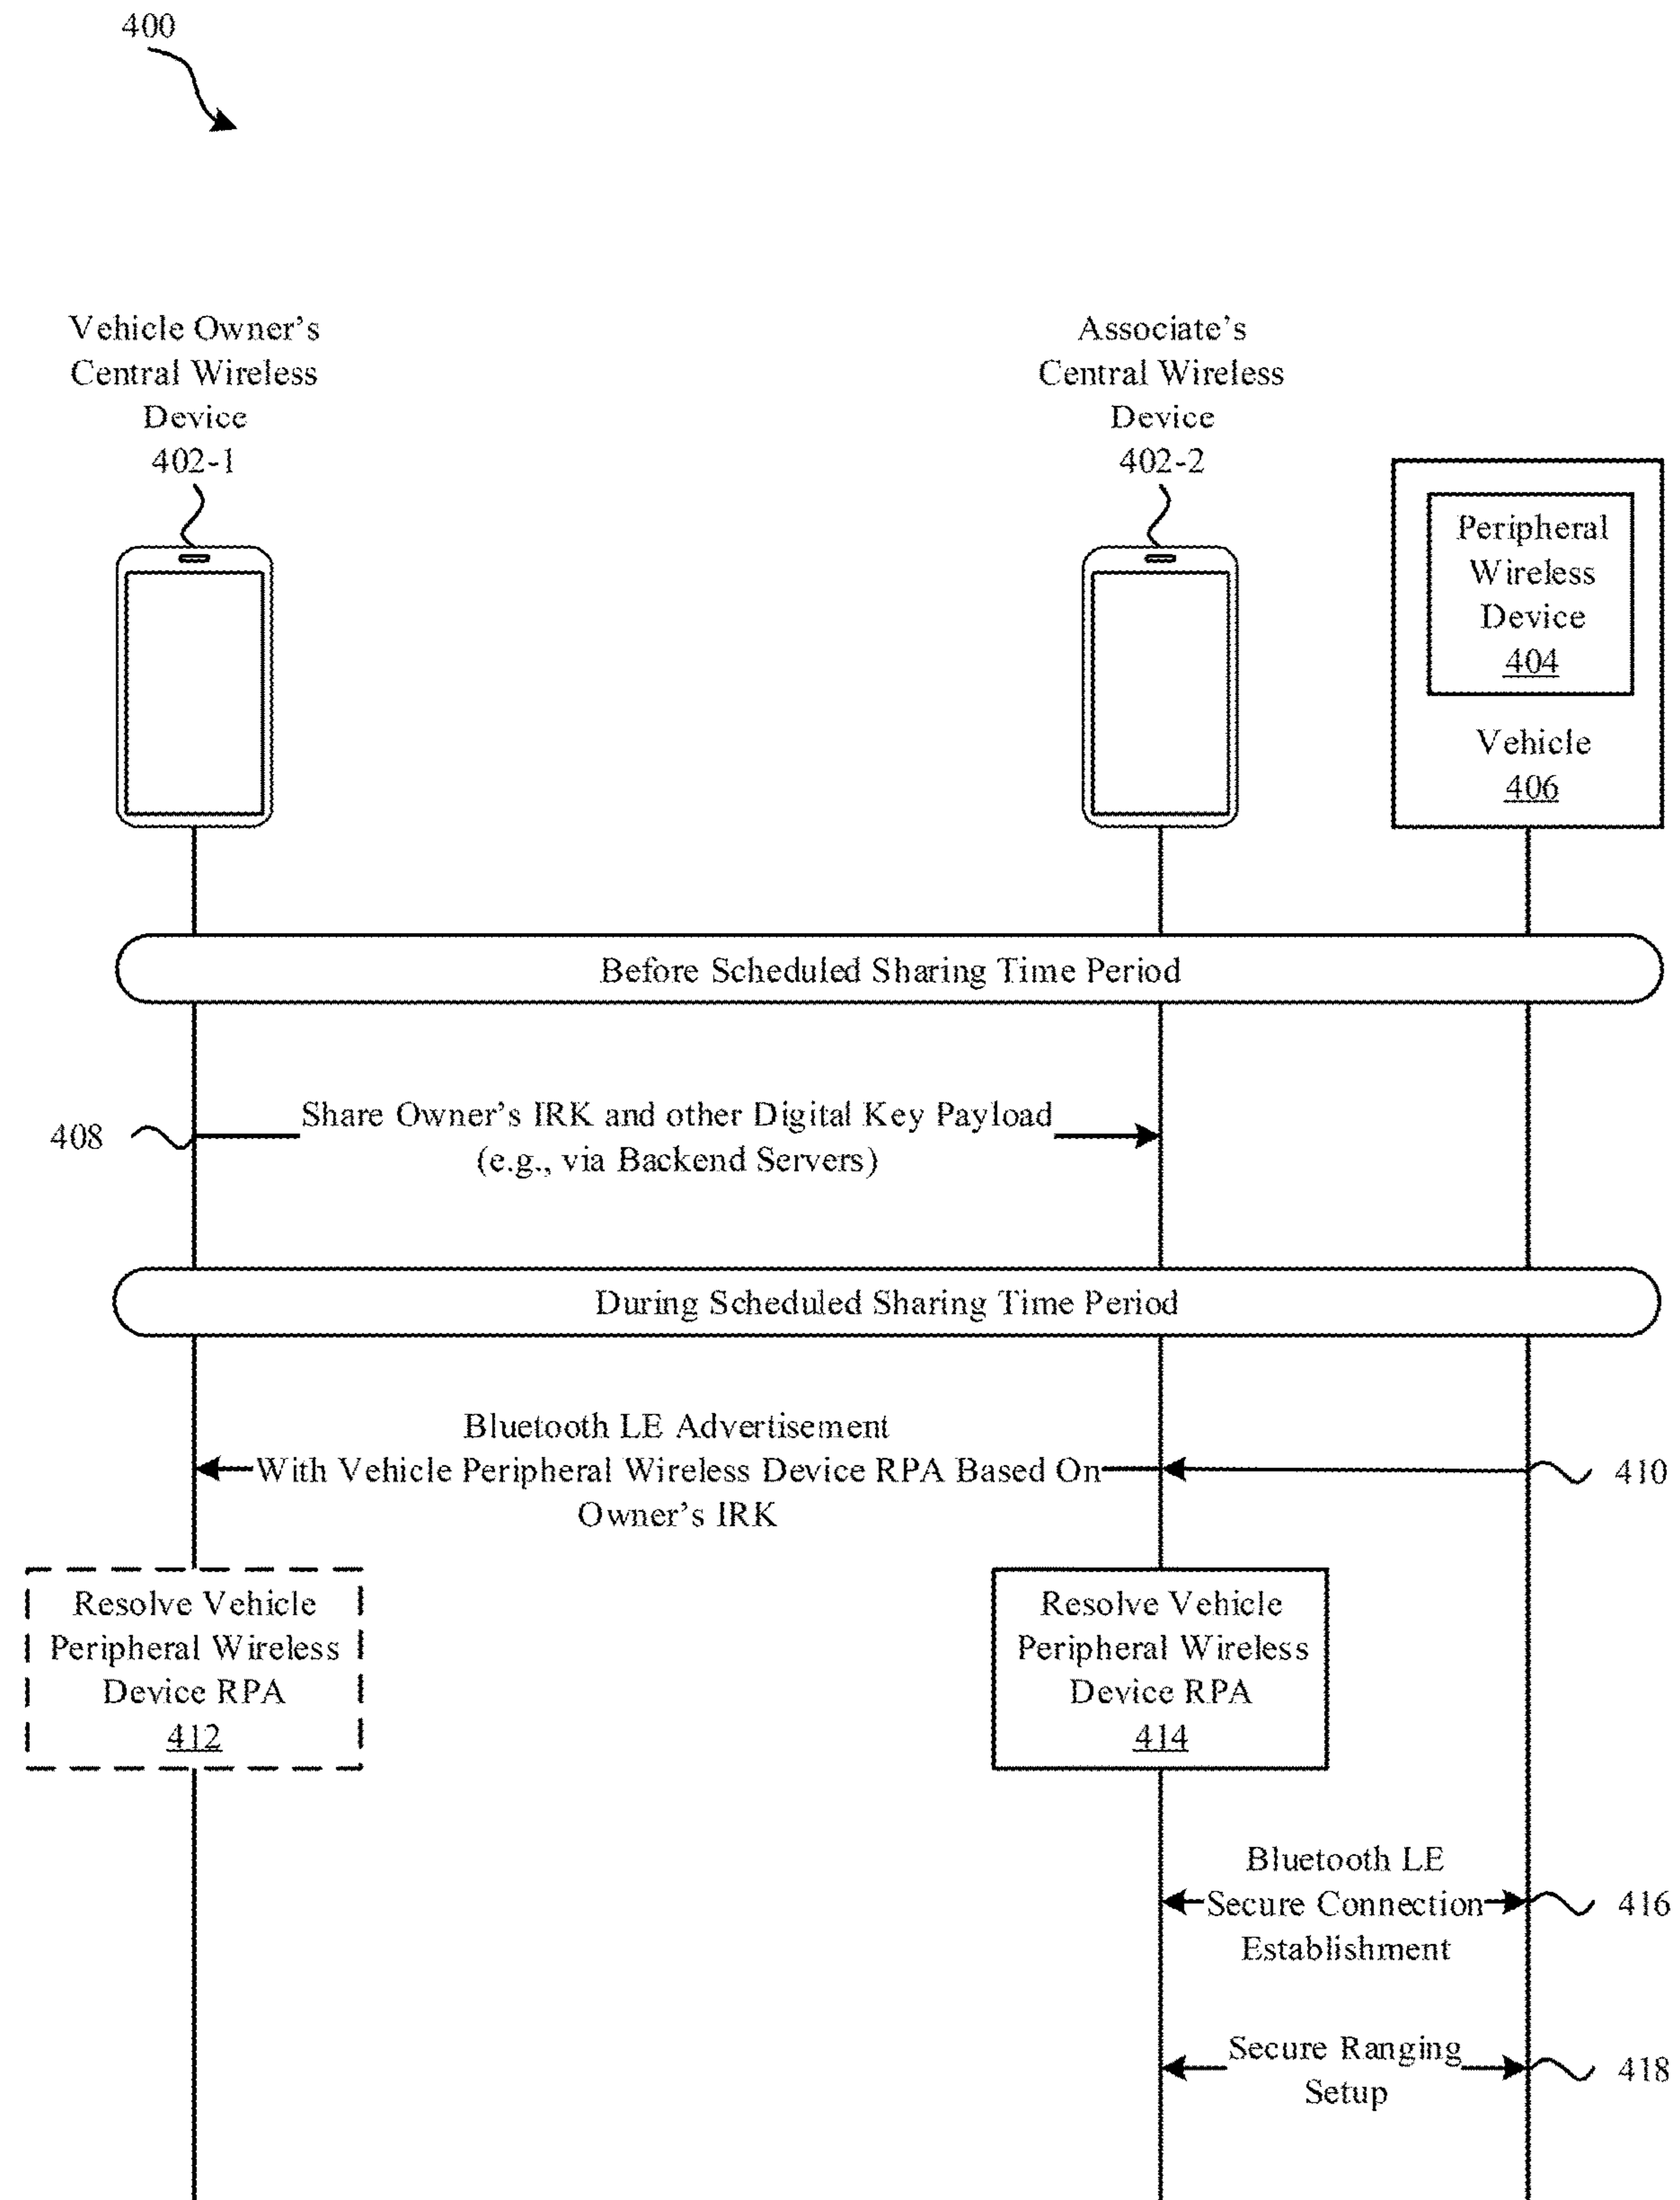 400
Vehicle Owner's
Central Wireless
Device
402-1
Associate's
Central Wireless
Device
402-2
Peripheral
Wireless
Device
404
Vehicle
406
Before Scheduled Sharing Time Period
408
Share Owner's IRK and other Digital Key Payload
(e.g., via Backend Servers)
During Scheduled Sharing Time Period
Bluetooth LE Advertisement
With Vehicle Peripheral Wireless Device RPA Based On
Owner's IRK
410
Resolve Vehicle
Peripheral Wireless
Device RPA
412
Resolve Vehicle
Peripheral Wireless
Device RPA
414
Bluetooth LE
Secure Connection
Establishment
416
Secure Ranging
Setup
418